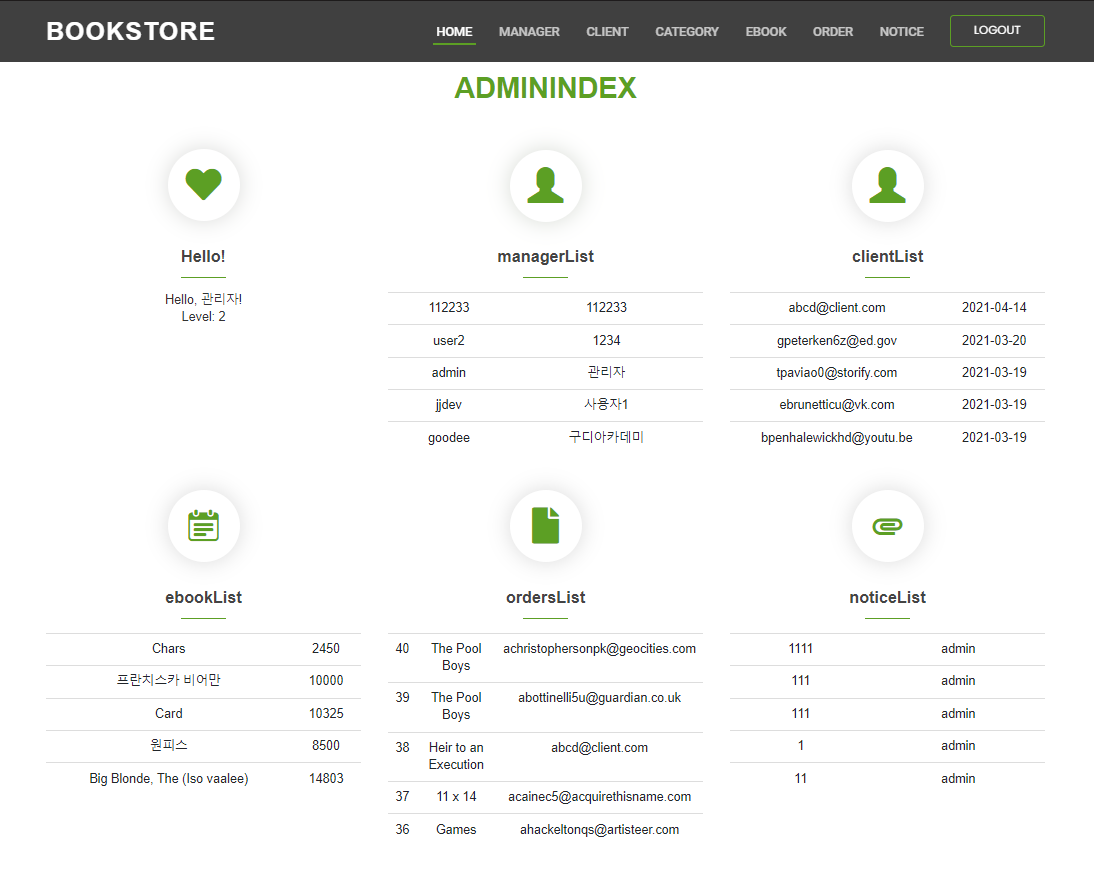 BOOKSTORE
HOME MANAGER CLIENT CATEGORY EBOOK ORDER NOTICE LOGOUT
ADMININDEX
Hello!
Hello, 관리자!
Level: 2
managerList
112233 112233
user2 1234
admin 관리자
jjdev 사용자1
goodee 구디아카데미
clientList
abcd@client.com 2021-04-14
gpeterken6z@ed.gov 2021-03-20
tpaviao0@storify.com 2021-03-19
ebrunetticu@vk.com 2021-03-19
bpenhalewickhd@youtu.be 2021-03-19
ebookList
Chars 2450
프란치스카 비어만 10000
Card 10325
원피스 8500
Big Blonde, The (Iso vaalee) 14803
ordersList
40 The Pool achristophersonpk@geocities.com
Boys
39 The Pool abottinelli5u@guardian.co.uk
Boys
38 Heir to an abcd@client.com
Execution
37 11 x 14 acainec5@acquirethisname.com
36 Games ahackeltonqs@artisteer.com
noticeList
1111 admin
111 admin
111 admin
1 admin
11 admin